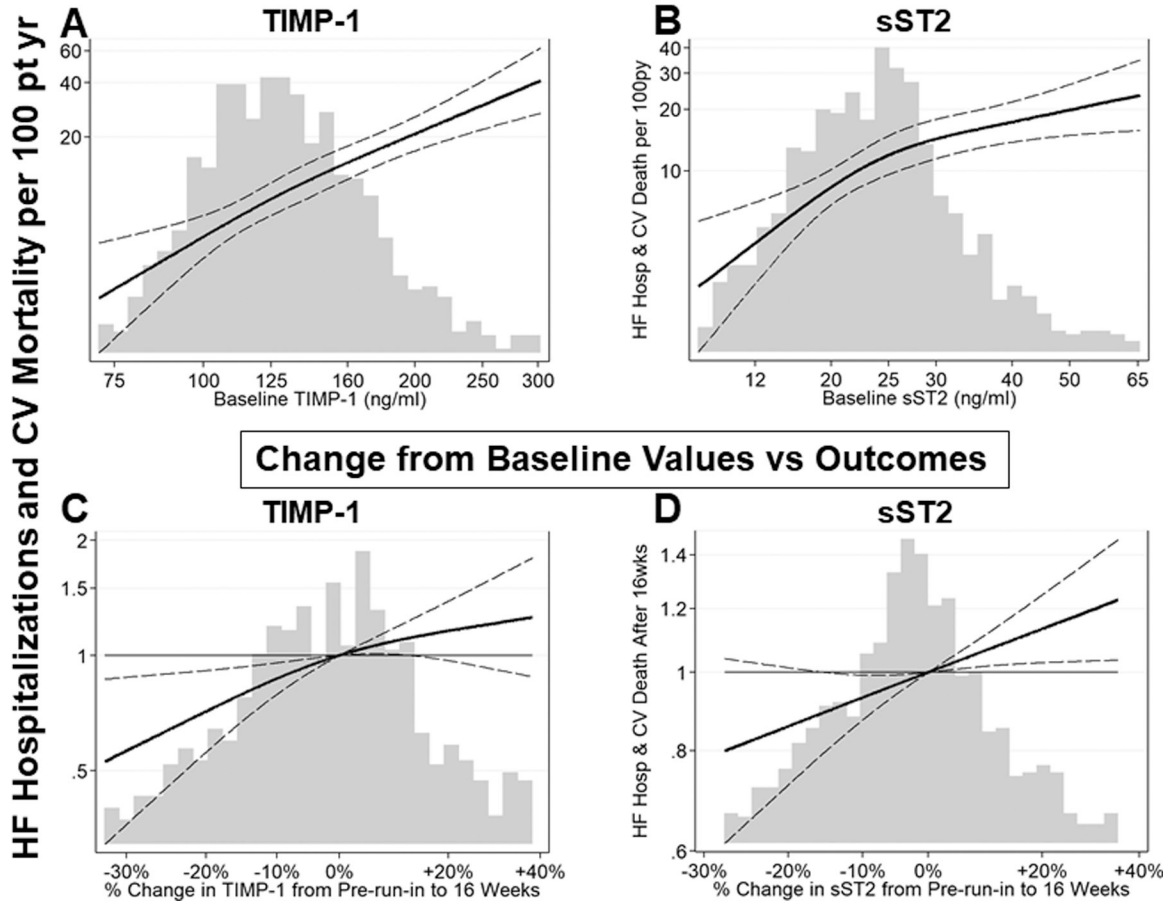 HF Hospitalizations and CV Mortality per 100 pt yr
A
TIMP-1
60
40
20
75 100 125 160 200 250 300
Baseline TIMP-1 (ng/ml)
B
sST2
HF Hosp & CV Death per 100py
40
30
20
10
12 20 25 30 40 50 65
Baseline sST2 (ng/ml)
Change from Baseline Values vs Outcomes
C
TIMP-1
2
1.5
1
.5
-30% -20% -10% 0% +20% +40%
% Change in TIMP-1 from Pre-run-in to 16 Weeks
D
sST2
HF Hosp & CV Death After 16wks
1.4
1.2
1
.8
.6
-30% -20% -10% 0% +20% +40%
% Change in sST2 from Pre-run-in to 16 Weeks